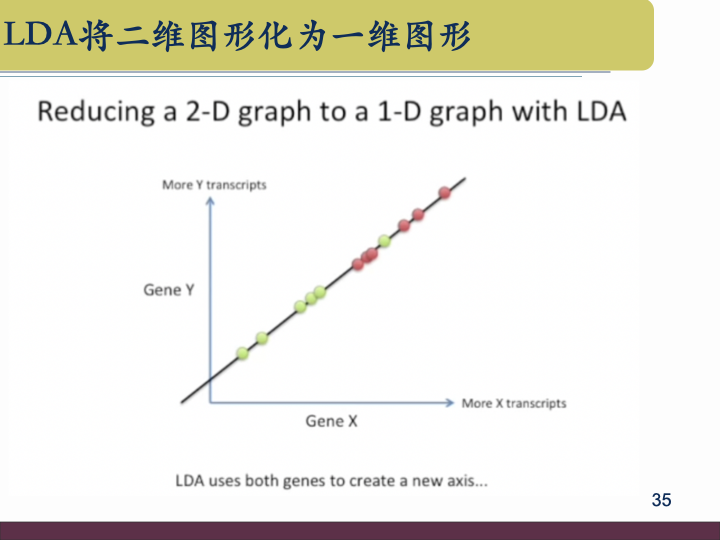 LDA将二维图形化为一维图形
Reducing a 2-D graph to a 1-D graph with LDA
More Y transcripts
Gene Y
More X transcripts
Gene X
LDA uses both genes to create a new axis...
35